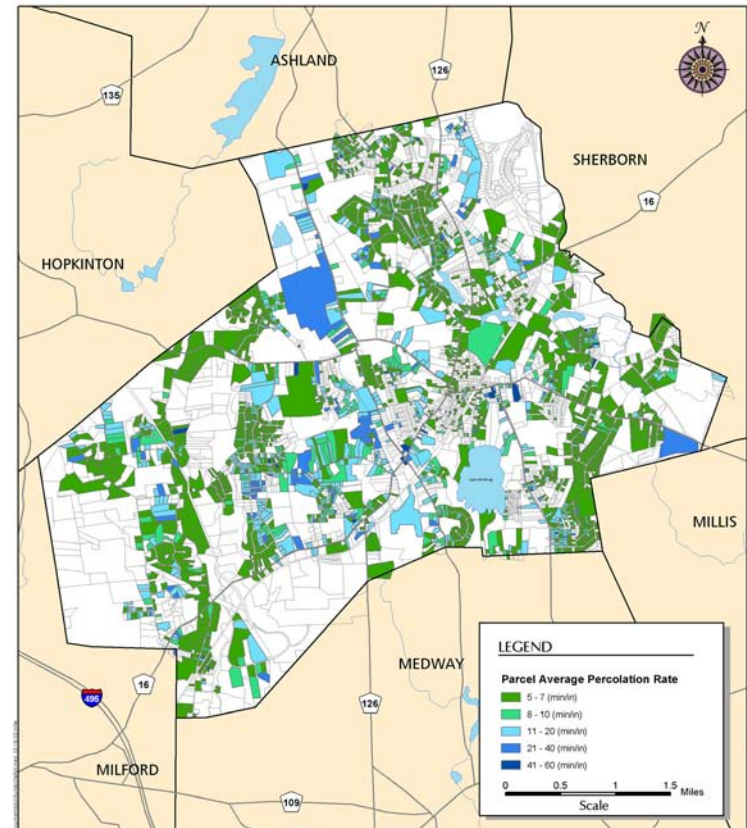 N
ASHLAND
126
135
SHERBORN
16
HOPKINTON
MILLIS
LEGEND
Parcel Average Percolation Rate
5 - 7 (min/in)
8 - 10 (min/in)
11 - 20 (min/in)
21 - 40 (min/in)
41 - 60 (min/in)
0 0.5 1 1.5 Miles
Scale
MEDWAY
16
495
126
MILFORD
109